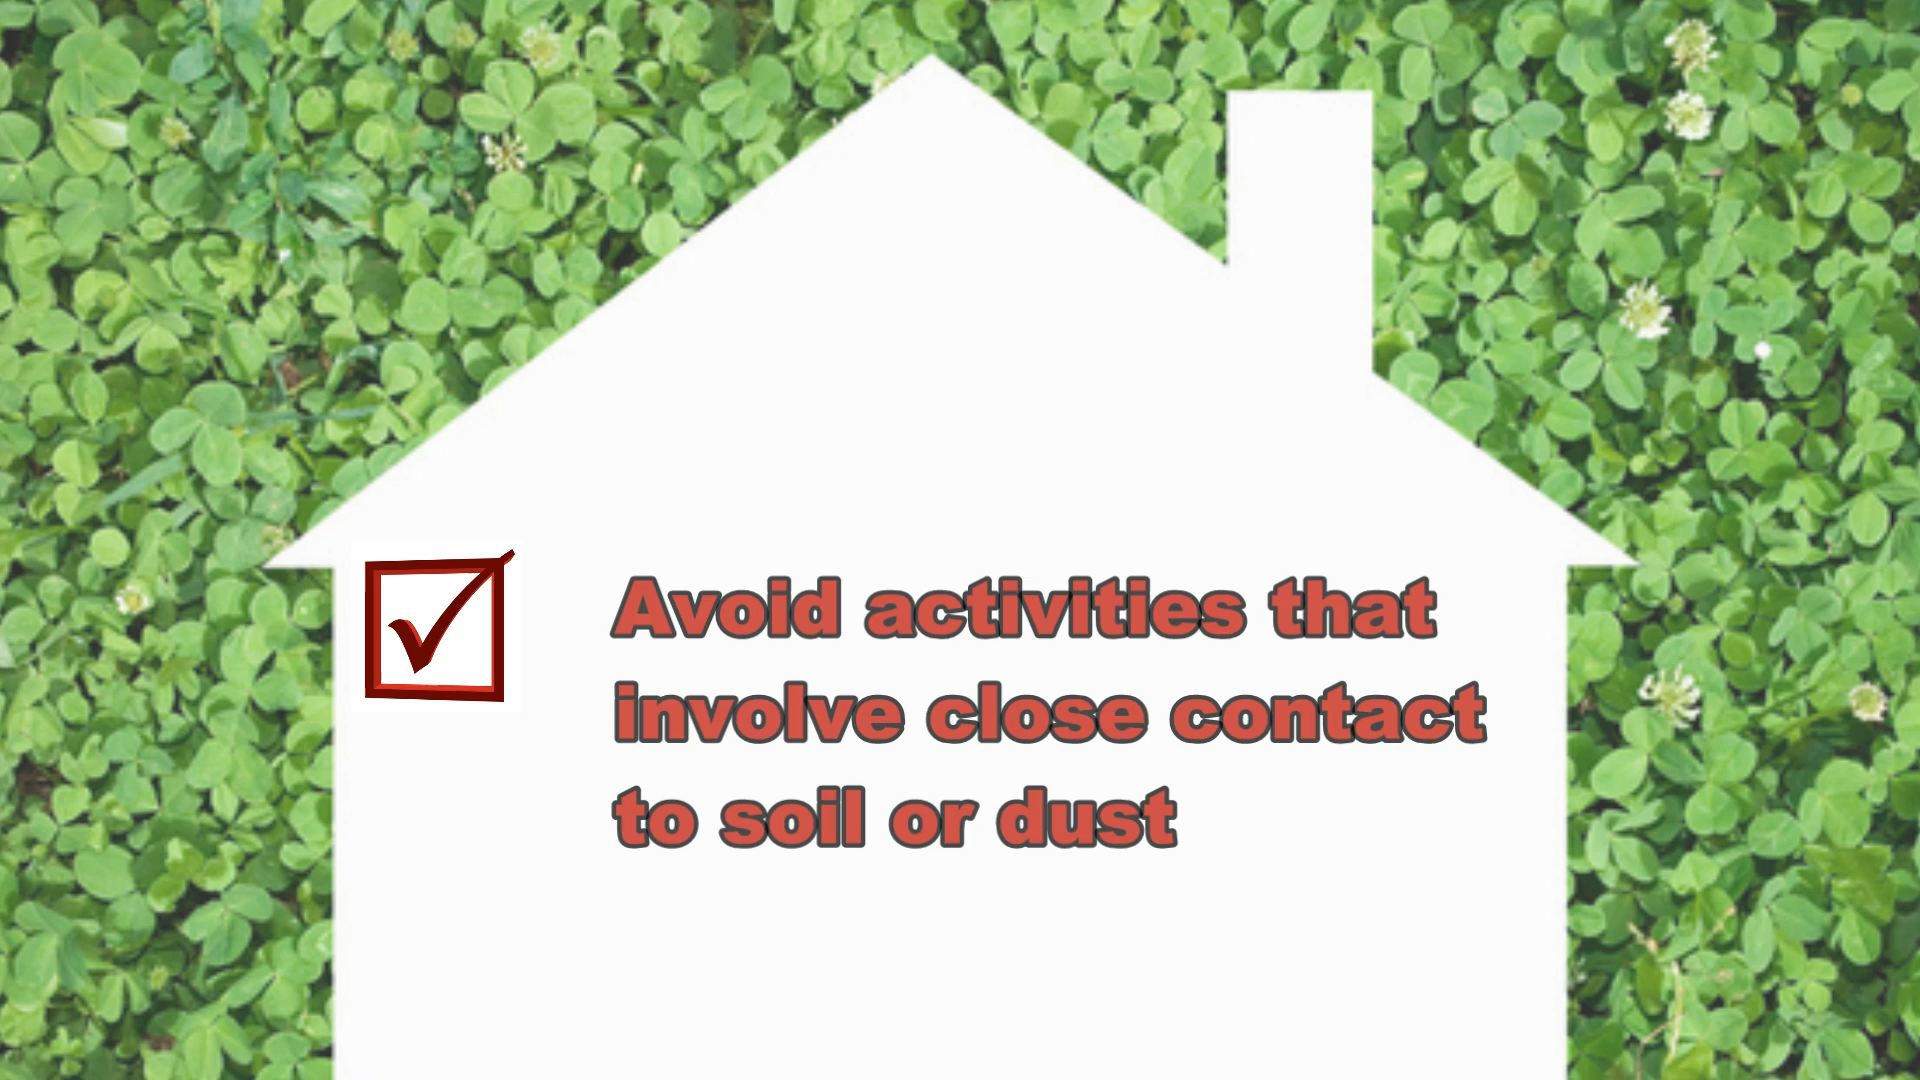 Avoid activities that
involve close contact
to soil or dust